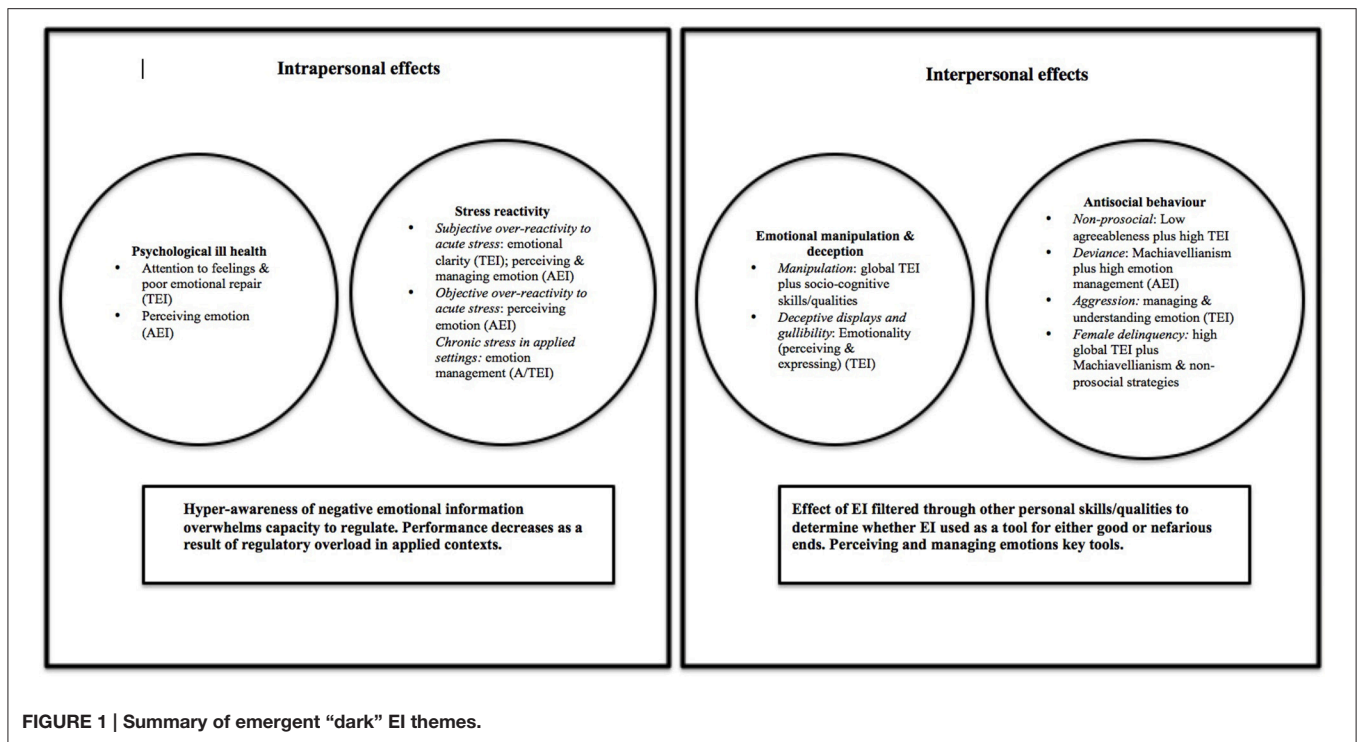 Intrapersonal effects
Psychological ill health
• Attention to feelings &
poor emotional repair
(TEI)
• Perceiving emotion
(AEI)
Stress reactivity
• Subjective over-reactivity to
acute stress: emotional
clarity (TEI); perceiving &
managing emotion (AEI)
• Objective over-reactivity to
acute stress: perceiving
emotion (AEI)
Chronic stress in applied
settings: emotion
management (A/TEI)
Hyper-awareness of negative emotional information
overwhelms capacity to regulate. Performance decreases as a
result of regulatory overload in applied contexts.
Interpersonal effects
Emotional manipulation &
deception
• Manipulation: global TEI
plus socio-cognitive
skills/qualities
• Deceptive displays and
gullibility: Emotionality
(perceiving &
expressing) (TEI)
Antisocial behaviour
• Non-prosocial: Low
agreeableness plus high TEI
• Deviance: Machiavellianism
plus high emotion
management (AEI)
• Aggression: managing &
understanding emotion (TEI)
• Female delinquency: high
global TEI plus
Machiavellianism & non-
prosocial strategies
Effect of EI filtered through other personal skills/qualities to
determine whether EI used as a tool for either good or nefarious
ends. Perceiving and managing emotions key tools.
FIGURE 1 | Summary of emergent “dark” EI themes.